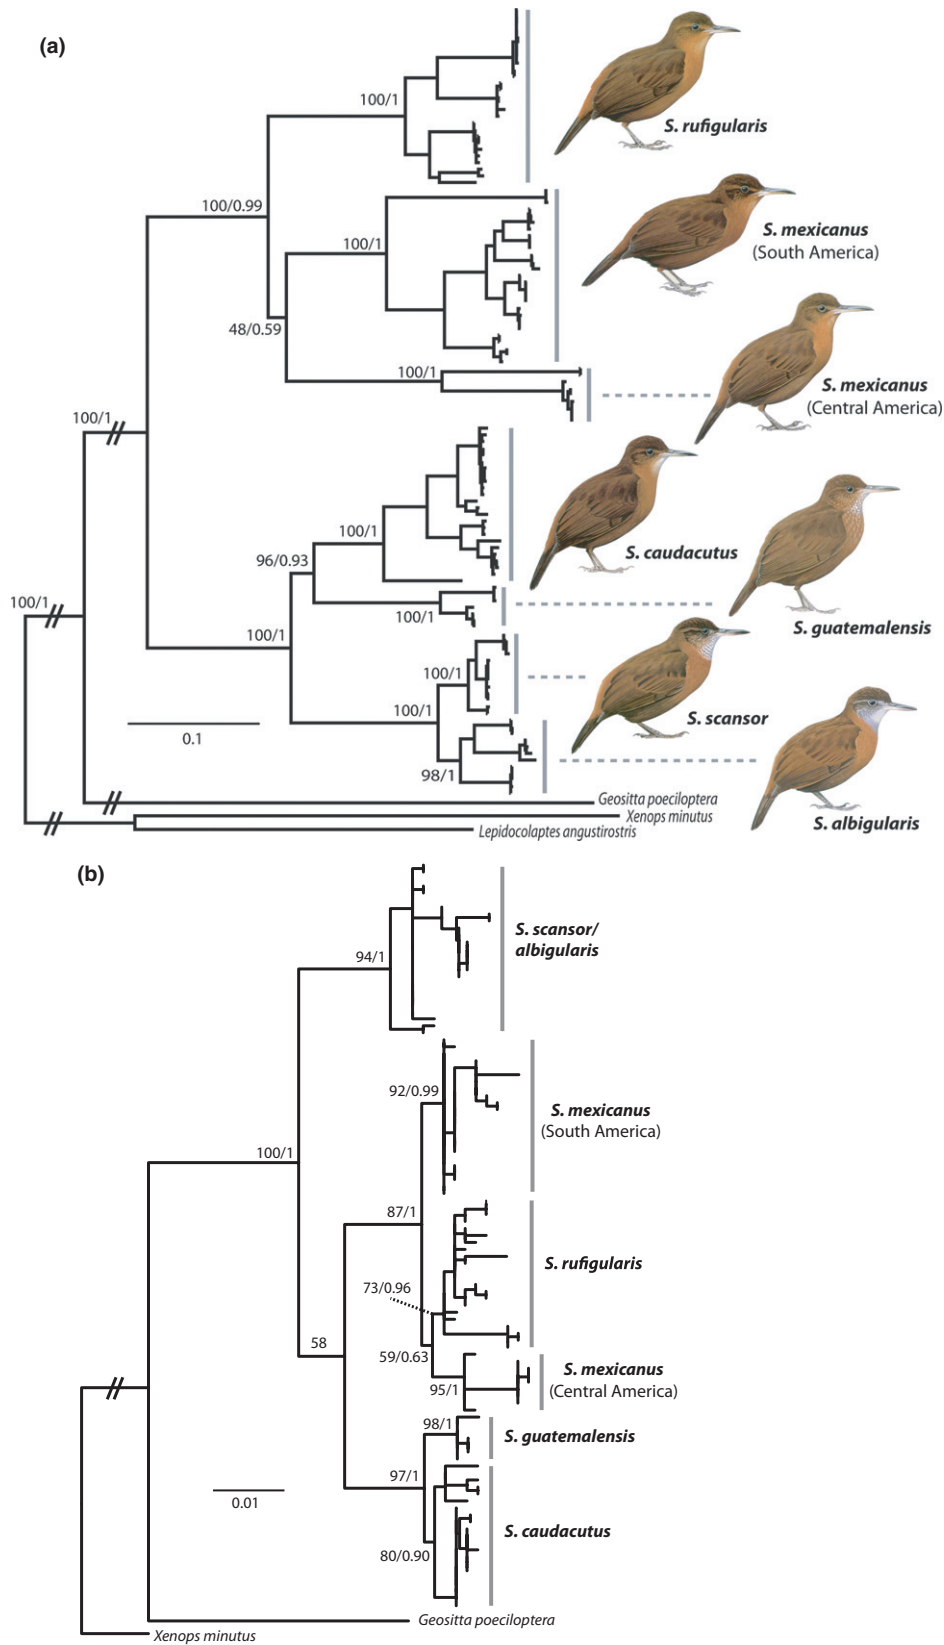 (a)
100/1
S. rufigularis
100/0.99
S. mexicanus
(South America)
100/1
48/0.59
100/1
S. mexicanus
(Central America)
100/1
100/1
S. caudacutus
96/0.93
100/1
100/1
S. guatemalensis
100/1
100/1
S. scansor
100/1
0.1
98/1
S. albigularis
Geositta poeciloptera
Xenops minutus
Lepidocolaptes angustirostris
(b)
S. scansor/
albigularis
94/1
92/0.99
S. mexicanus
(South America)
100/1
87/1
S. rufigularis
73/0.96
58
59/0.63
S. mexicanus
(Central America)
95/1
98/1
S. guatemalensis
97/1
0.01
S. caudacutus
80/0.90
Geositta poeciloptera
Xenops minutus